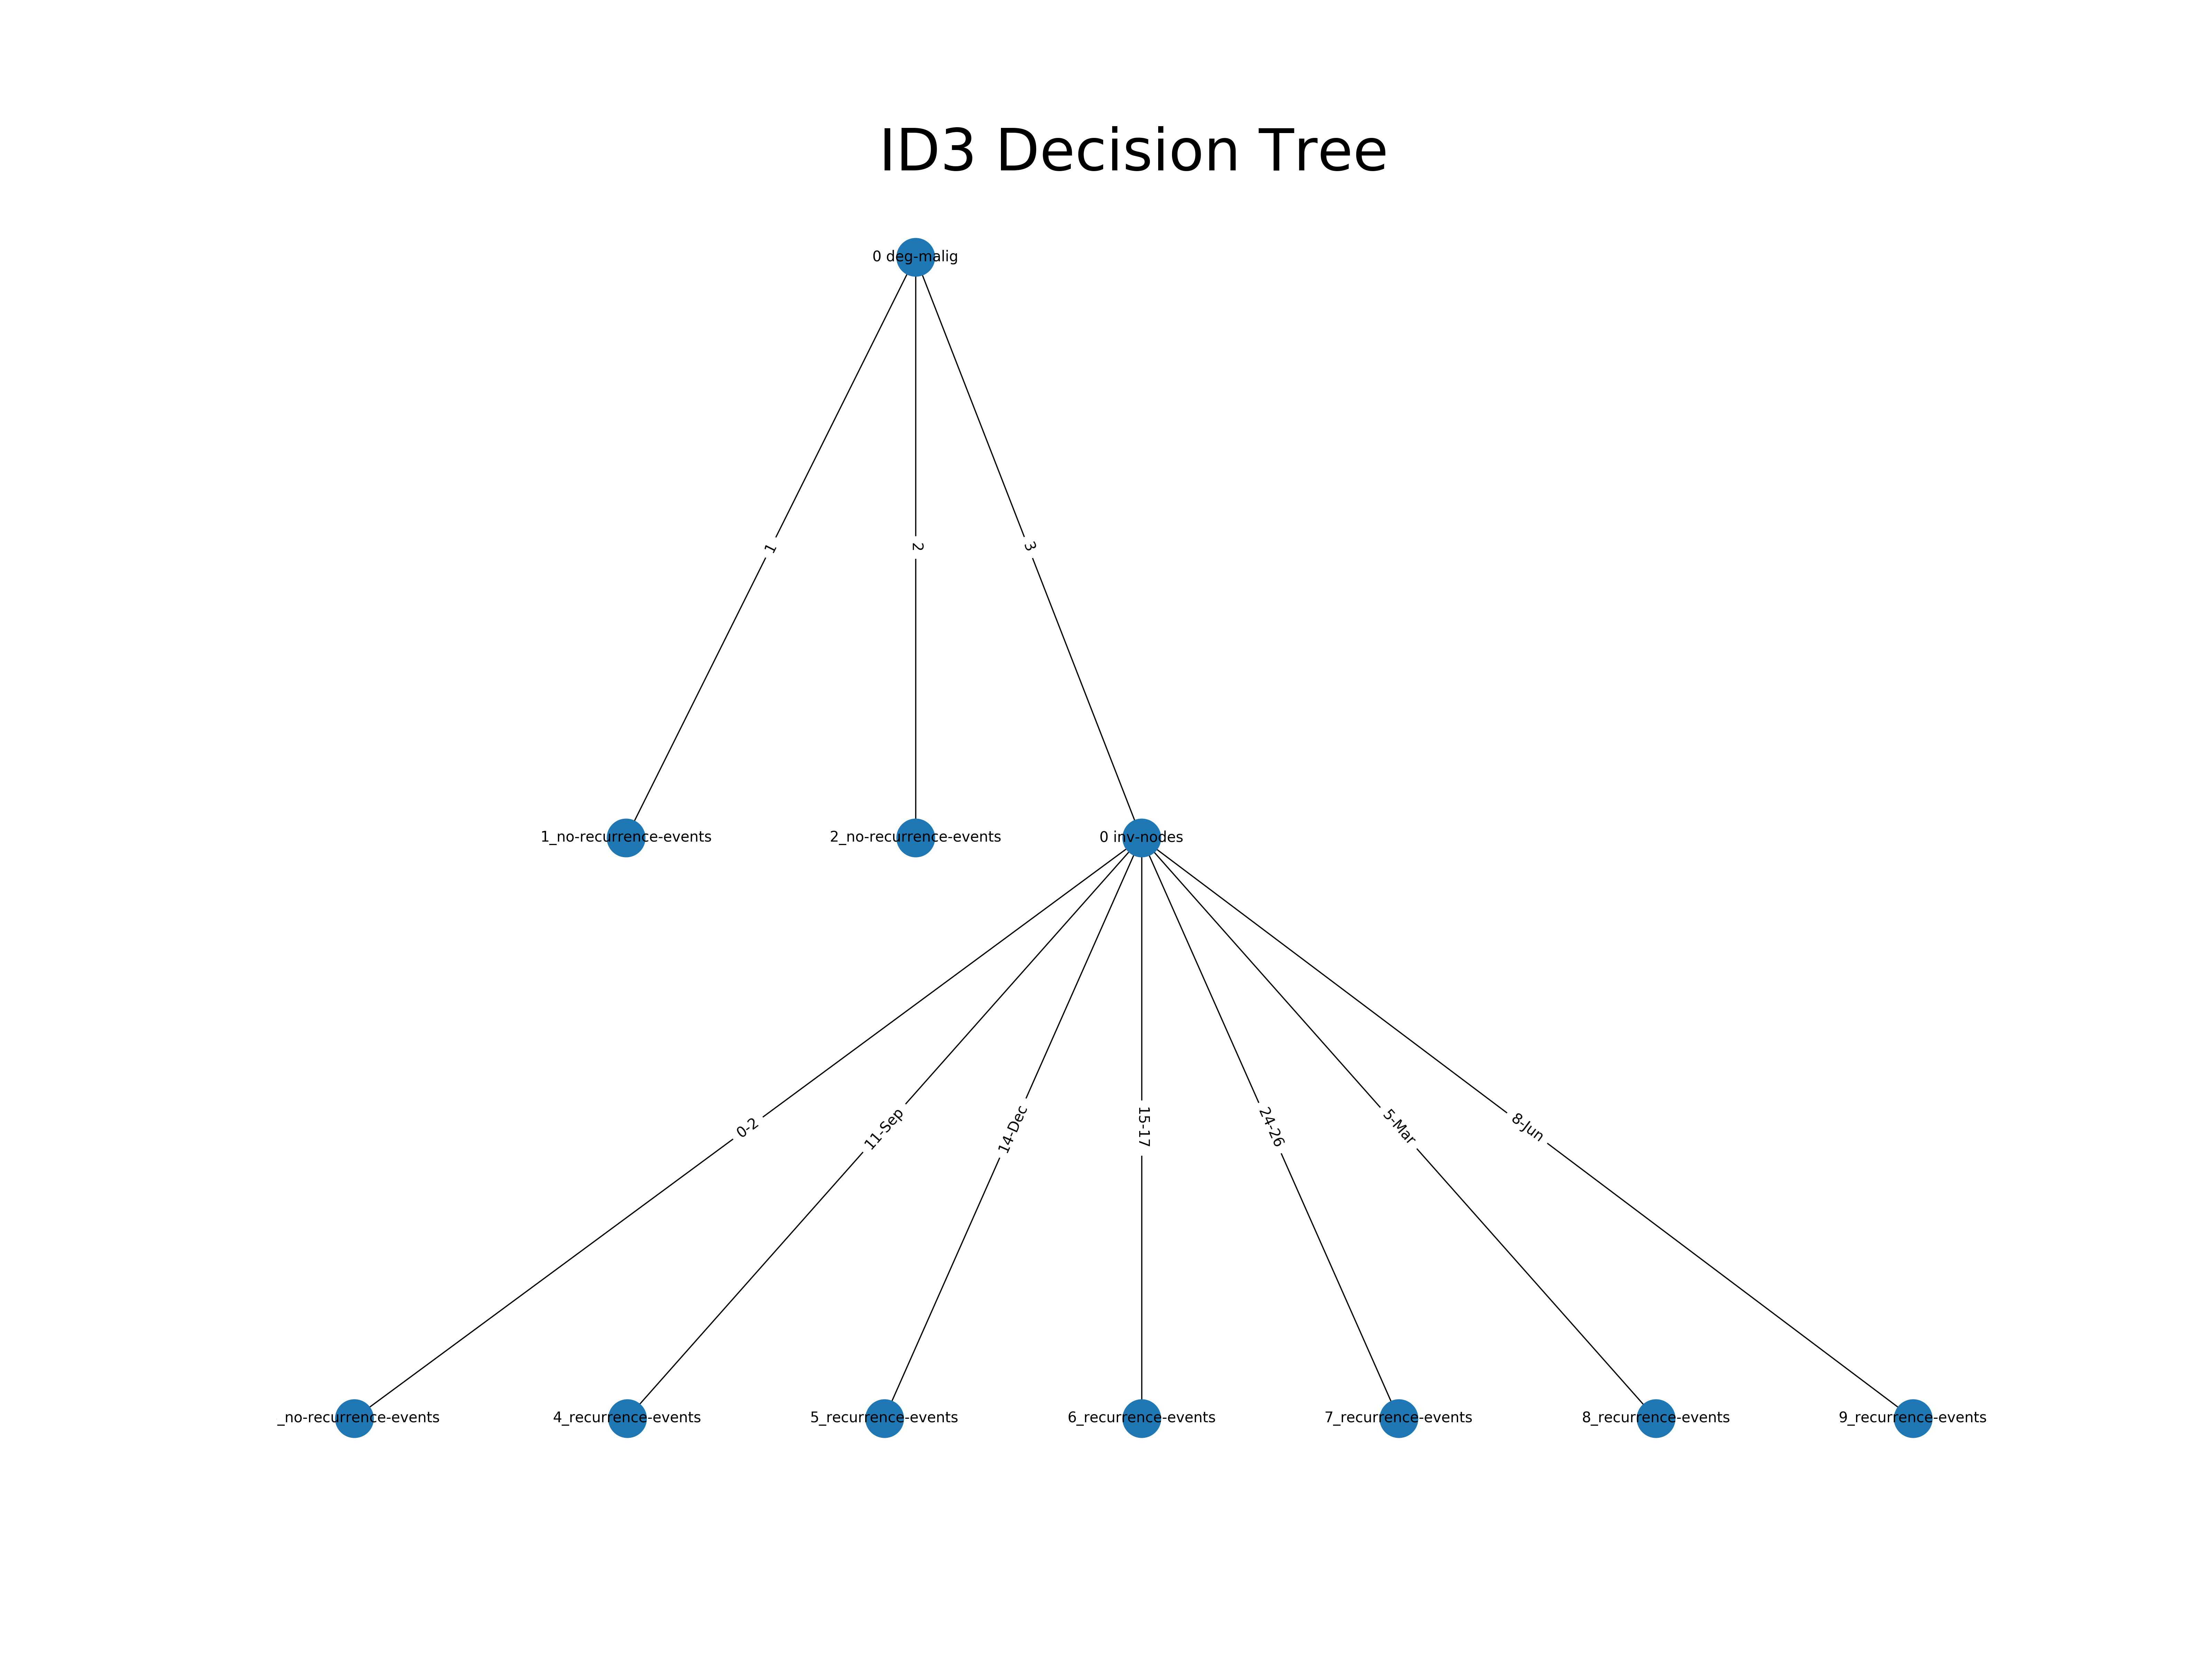 ID3 Decision Tree
0 deg-malig
1
2
3
1_no-recurrence-events
2_no-recurrence-events
0 inv-nodes
0-2
11-Sep
14-Dec
15-17
24-26
5-Mar
8-Jun
_no-recurrence-events
4_recurrence-events
5_recurrence-events
6_recurrence-events
7_recurrence-events
8_recurrence-events
9_recurrence-events